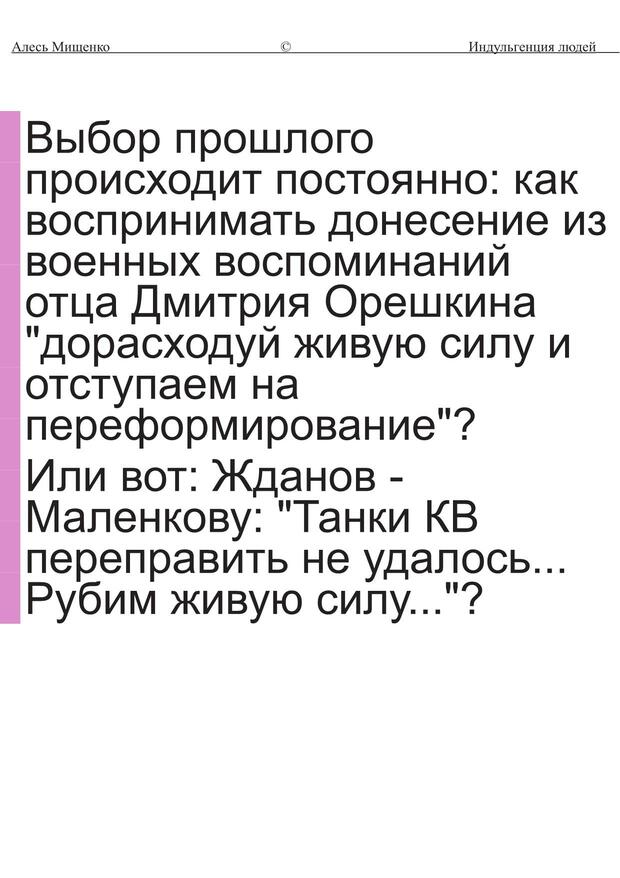 Алесь Мищенко © Индульгенция людей
Выбор прошлого
происходит постоянно: как
воспринимать донесение из
военных воспоминаний
отца Дмитрия Орешкина
"дорасходуй живую силу и
отступаем на
переформирование"?
Или вот: Жданов -
Маленкову: "Танки КВ
переправить не удалось...
Рубим живую силу..."?